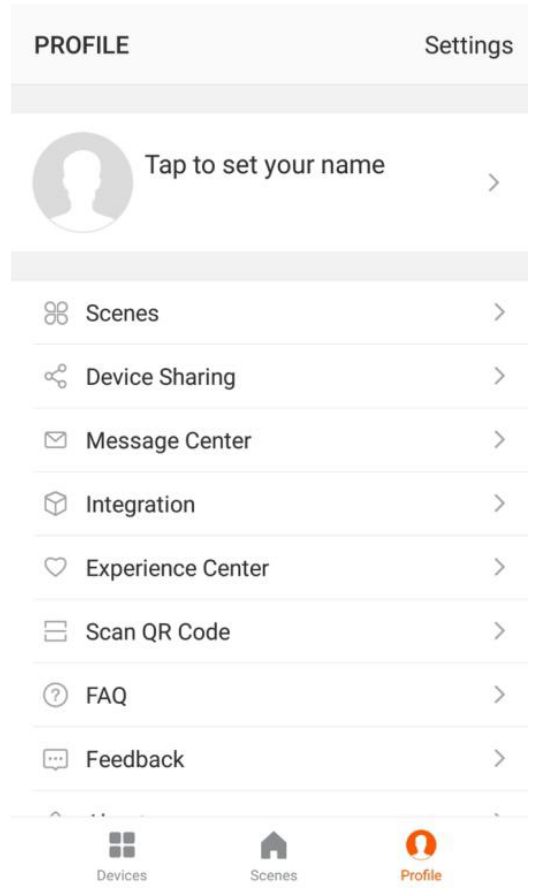 PROFILE Settings
Tap to set your name
Scenes
Device Sharing
Message Center
Integration
Experience Center
Scan QR Code
FAQ
Feedback
Devices Scenes Profile